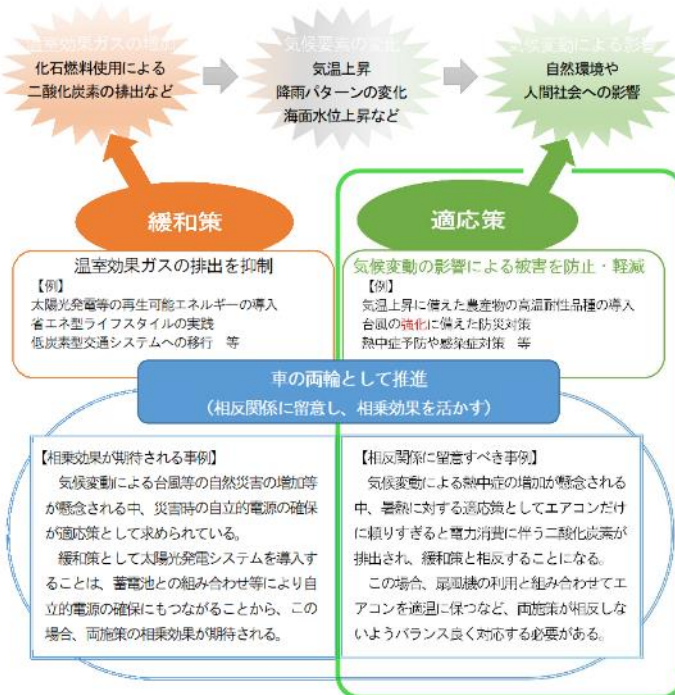 温室効果ガスの増加
化石燃料使用による
二酸化炭素の排出など
気候要素の変化
気温上昇
降雨パターンの変化
海面水位上昇など
気候変動による影響
自然環境や
人間社会への影響
緩和策
適応策
温室効果ガスの排出を抑制
【例】
太陽光発電等の再生可能エネルギーの導入
省エネ型ライフスタイルの実践
低炭素型交通システムへの移行　等
気候変動の影響による被害を防止・軽減
【例】
気温上昇に備えた農産物の高温耐性品種の導入
台風の強化に備えた防災対策
熱中症予防や感染症対策　等
車の両輪として推進
（相反関係に留意し、相乗効果を活かす）
【相乗効果が期待される事例】
気候変動による台風等の自然災害の増加等
が懸念される中、災害時の自立的電源の確保
が適応策として求められている。
緩和策として太陽光発電システムを導入す
ることは、蓄電池との組み合わせ等により自
立的電源の確保にもつながることから、この
場合、両施策の相乗効果が期待される。
【相反関係に留意すべき事例】
気候変動による熱中症の増加が懸念される
中、暑熱に対する適応策としてエアコンだけ
に頼りすぎると電力消費に伴う二酸化炭素が
排出され、緩和策と相反することになる。
この場合、扇風機の利用と組み合わせてエ
アコンを適温に保つなど、両施策が相反しな
いようバランス良く対応する必要がある。